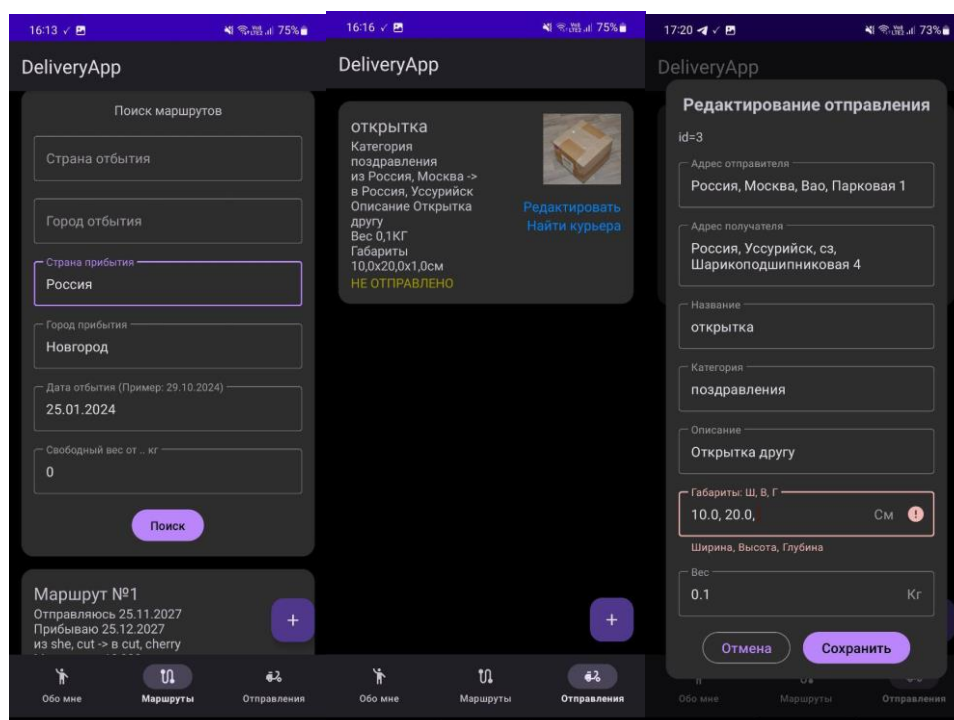 16:13
75%
DeliveryApp
Поиск маршрутов
Страна отбытия
Город отбытия
Страна прибытия
Россия
Город прибытия
Новгород
Дата отбытия (Пример: 29.10.2024)
25.01.2024
Свободный вес от .. кг
0
Поиск
Маршрут №1
Отправляюсь 25.11.2027
Прибываю 25.12.2027
из she, cut -> в cut, cherry
+
Обо мне
Маршруты
Отправления
16:16
75%
DeliveryApp
открытка
Категория
поздравления
из Россия, Москва ->
в Россия, Уссурийск
Описание Открытка
другу
Вес 0,1КГ
Габариты
10,0x20,0x1,0см
НЕ ОТПРАВЛЕНО
Редактировать
Найти курьера
+
Обо мне
Маршруты
Отправления
17:20
73%
DeliveryApp
Редактирование отправления
id=3
Адрес отправителя
Россия, Москва, Вао, Парковая 1
Адрес получателя
Россия, Уссурийск, сз,
Шарикоподшипниковая 4
Название
открытка
Категория
поздравления
Описание
Открытка другу
Габариты: Ш, В, Г
10.0, 20.0,
См
Ширина, Высота, Глубина
Вес
0.1
Кг
Отмена
Сохранить
Обо мне
Маршруты
Отправления